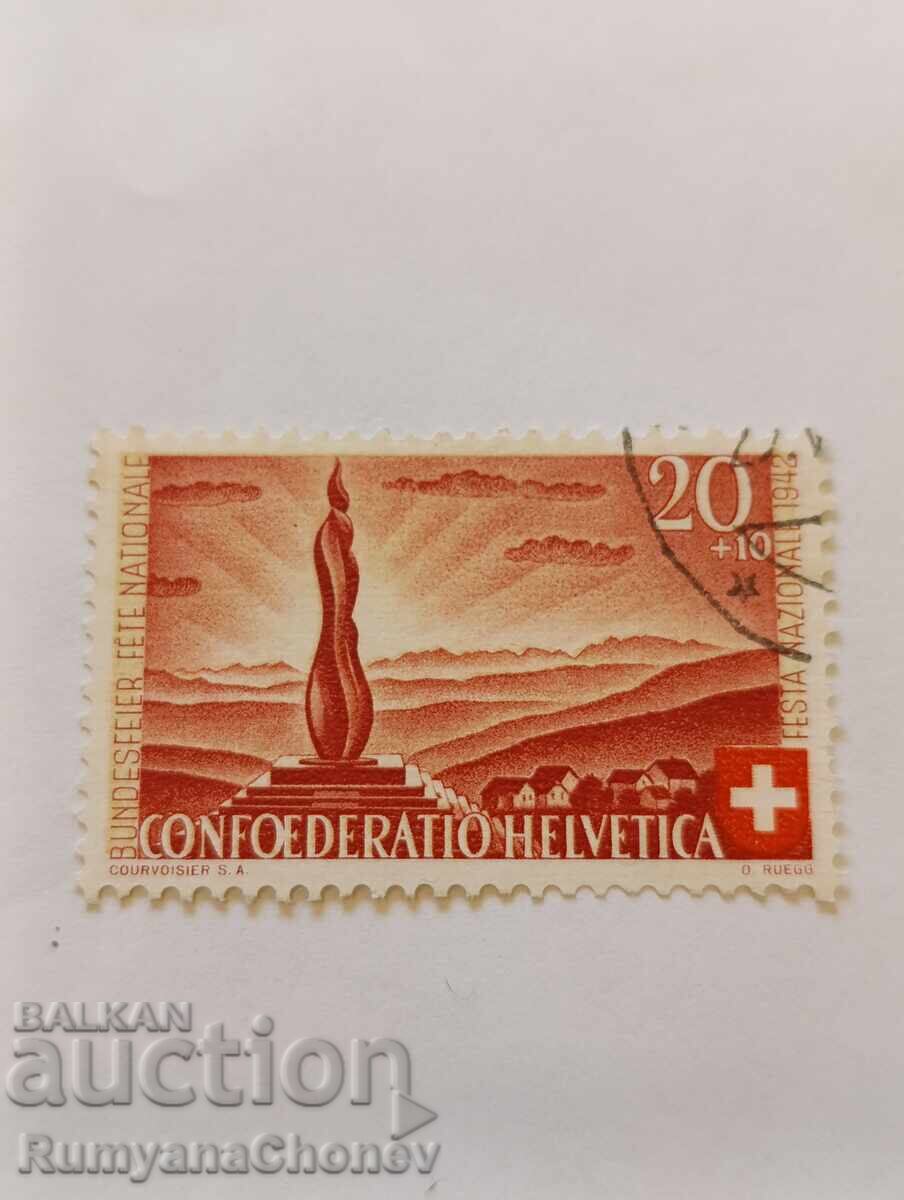 BUNDESFEIER FÊTE NATIONALE
20
+10
FESTA NAZIONALE 1942
CONFOEDERATIO HELVETICA
COURVOISIER S. A.
O. RUEGG
BALKAN
auction
RumyanaChonev